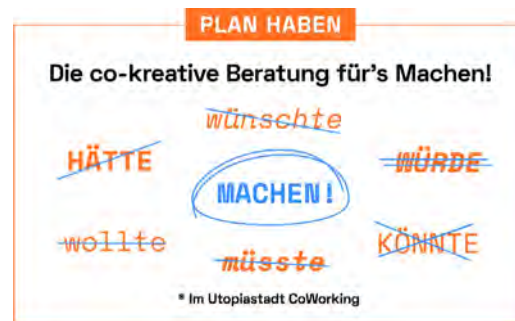 PLAN HABEN
Die co-kreative Beratung für's Machen!
wünschte
HÄTTE
WÜRDE
MACHEN!
wollte
KÖNNTE
müsste
* Im Utopiastadt CoWorking